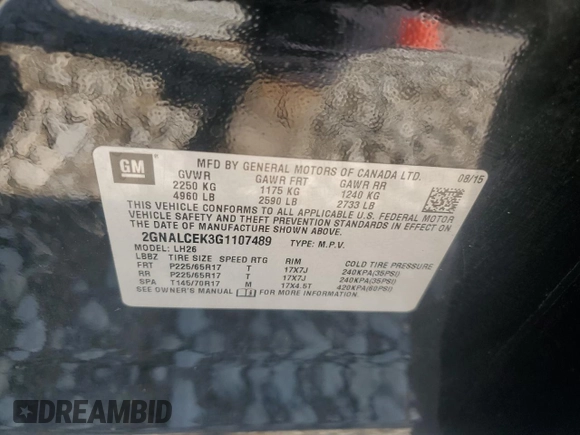 GM
MFD BY GENERAL MOTORS OF CANADA LTD.
08/15
GVWR GAWR FRT GAWR RR
2250 KG 1175 KG 1240 KG
4960 LB 2590 LB 2733 LB
THIS VEHICLE CONFORMS TO ALL APPLICABLE U.S. FEDERAL MOTOR
VEHICLE SAFETY AND THEFT PREVENTION STANDARDS IN EFFECT ON THE
DATE OF MANUFACTURE SHOWN ABOVE.
2GNALCEK3G1107489 TYPE: M.P.V.
MODEL: LH26
LBBZ TIRE SIZE SPEED RTG RIM COLD TIRE PRESSURE
FRT P225/65R17 T 17X7J 240KPA(35PSI)
RR P225/65R17 T 17X7J 240KPA(35PSI)
SPA T145/70R17 M 17X4.5T 420KPA(60PSI)
SEE OWNER'S MANUAL FOR MORE INFORMATION.
DREAMBID